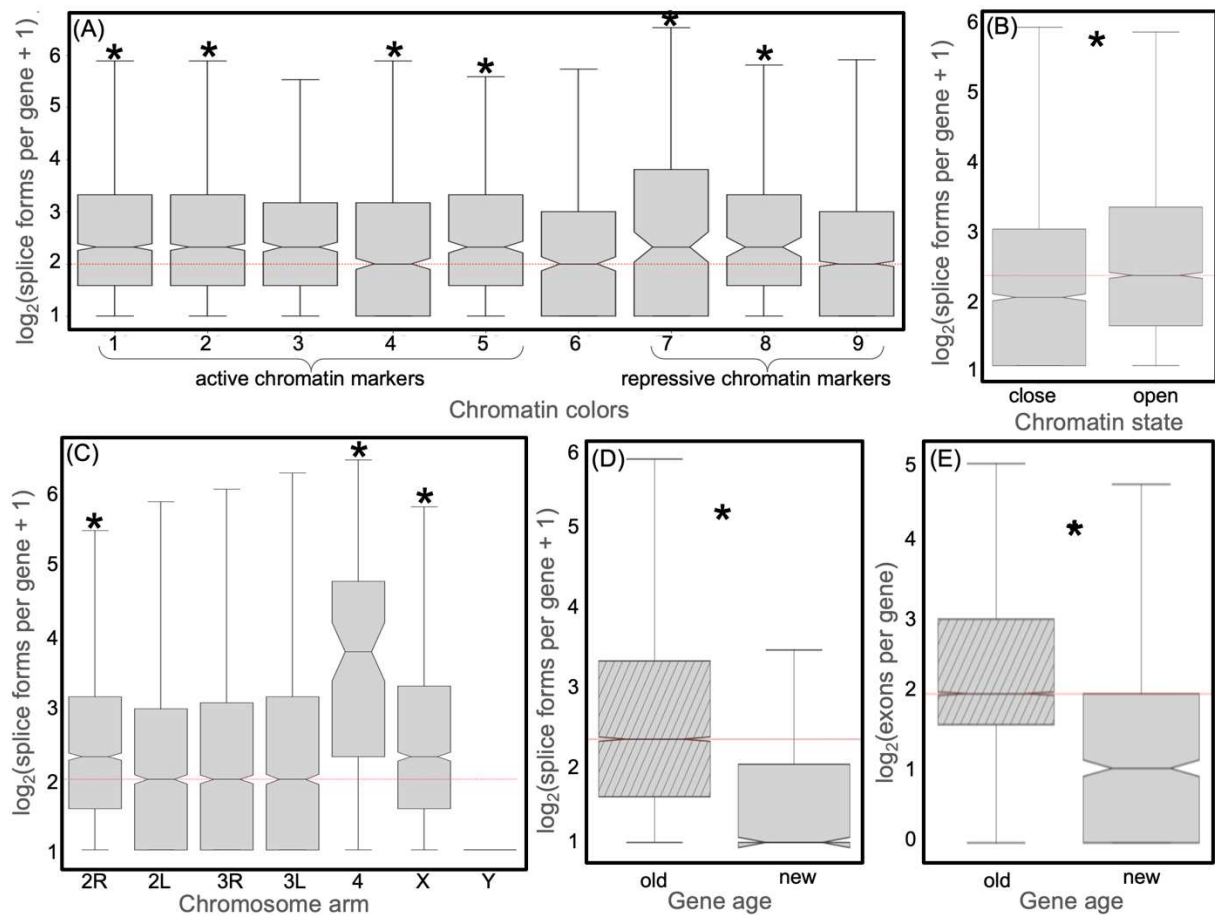 (A)
log2(splice forms per gene + 1)
6
5
4
3
2
1
* * * * * *
1 2 3 4 5 6 7 8 9
active chromatin markers repressive chromatin markers
Chromatin colors
(B)
log2(splice forms per gene + 1)
6
5
4
3
2
1
*
close open
Chromatin state
(C)
log2(splice forms per gene + 1)
6
5
4
3
2
1
* * *
2R 2L 3R 3L 4 X Y
Chromosome arm
(D)
log2(splice forms per gene + 1)
6
5
4
3
2
1
*
old new
Gene age
(E)
log2(exons per gene)
5
4
3
2
1
0
*
old new
Gene age